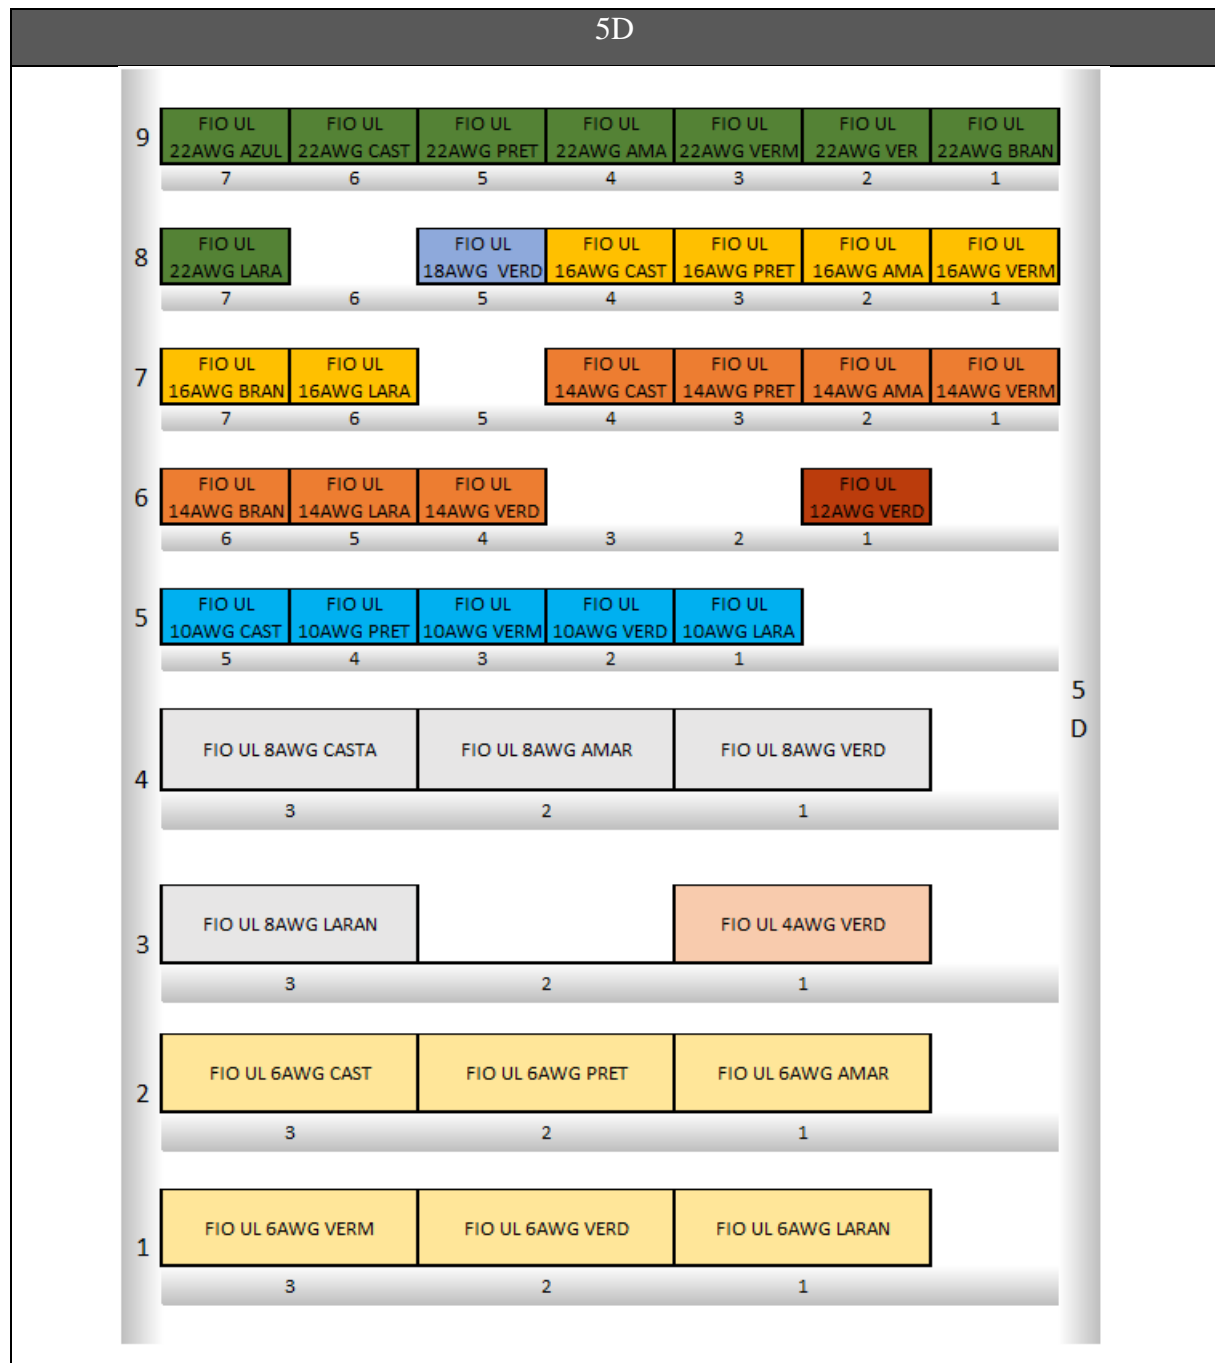 5D
9
FIO UL FIO UL FIO UL FIO UL FIO UL FIO UL FIO UL
22AWG AZUL 22AWG CAST 22AWG PRET 22AWG AMA 22AWG VERM 22AWG VER 22AWG BRAN
7 6 5 4 3 2 1
8
FIO UL FIO UL FIO UL FIO UL FIO UL FIO UL
22AWG LARA 18AWG VERD 16AWG CAST 16AWG PRET 16AWG AMA 16AWG VERM
7 6 5 4 3 2 1
7
FIO UL FIO UL FIO UL FIO UL FIO UL FIO UL
16AWG BRAN 16AWG LARA 14AWG CAST 14AWG PRET 14AWG AMA 14AWG VERM
7 6 5 4 3 2 1
6
FIO UL FIO UL FIO UL FIO UL
14AWG BRAN 14AWG LARA 14AWG VERD 12AWG VERD
6 5 4 3 2 1
5
FIO UL FIO UL FIO UL FIO UL FIO UL
10AWG CAST 10AWG PRET 10AWG VERM 10AWG VERD 10AWG LARA
5 4 3 2 1
5
D
4
FIO UL 8AWG CASTA FIO UL 8AWG AMAR FIO UL 8AWG VERD
3 2 1
3
FIO UL 8AWG LARAN FIO UL 4AWG VERD
3 2 1
2
FIO UL 6AWG CAST FIO UL 6AWG PRET FIO UL 6AWG AMAR
3 2 1
1
FIO UL 6AWG VERM FIO UL 6AWG VERD FIO UL 6AWG LARAN
3 2 1